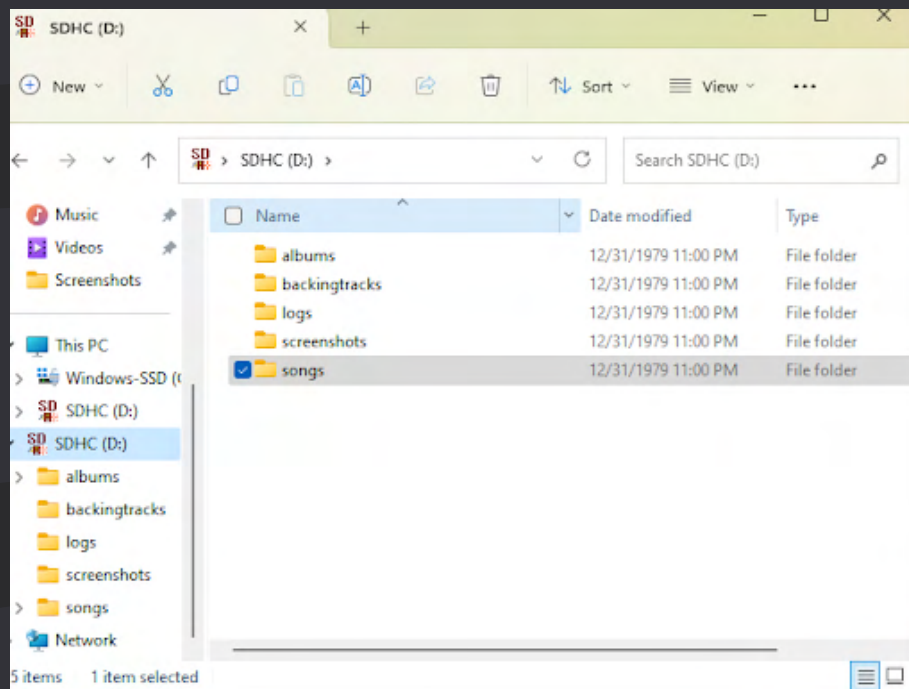 SD SDHC (D:)
New Sort View
SD SDHC (D:) Search SDHC (D:)
Music
Videos
Screenshots
This PC
Windows-SSD (
SD SDHC (D:)
SD SDHC (D:)
albums
backingtracks
logs
screenshots
songs
Network
Name Date modified Type
albums 12/31/1979 11:00 PM File folder
backingtracks 12/31/1979 11:00 PM File folder
logs 12/31/1979 11:00 PM File folder
screenshots 12/31/1979 11:00 PM File folder
songs 12/31/1979 11:00 PM File folder
5 items 1 item selected